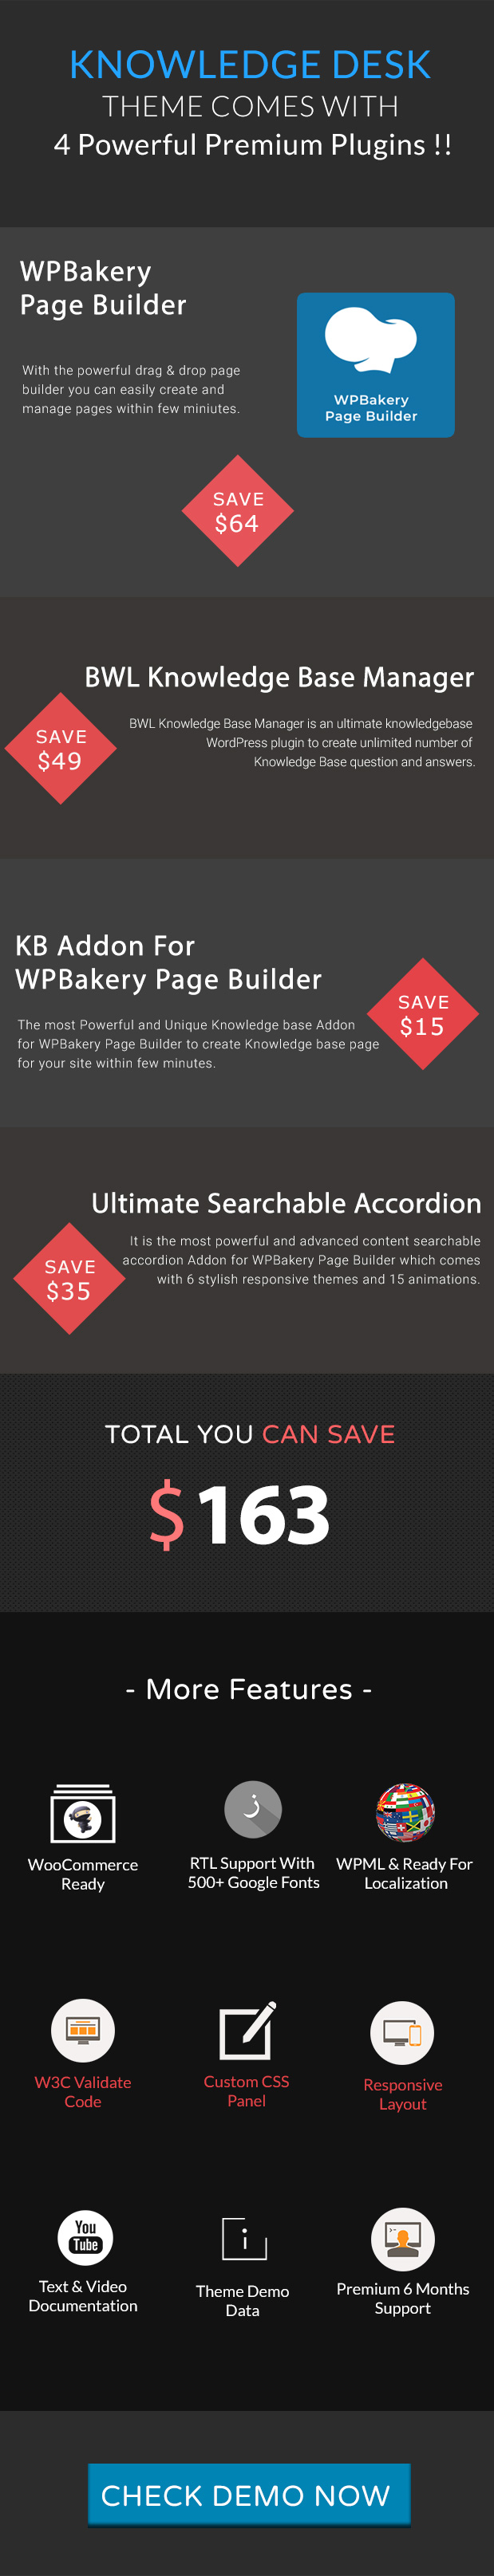 KNOWLEDGE DESK
THEME COMES WITH
4 Powerful Premium Plugins !!
WPBakery
Page Builder
With the powerful drag & drop page
builder you can easily create and
manage pages within few miniutes.
WPBakery
Page Builder
SAVE
$64
BWL Knowledge Base Manager
BWL Knowledge Base Manager is an ultimate knowledgebase
WordPress plugin to create unlimited number of
Knowledge Base question and answers.
SAVE
$49
KB Addon For
WPBakery Page Builder
The most Powerful and Unique Knowledge base Addon
for WPBakery Page Builder to create Knowledge base page
for your site within few minutes.
SAVE
$15
Ultimate Searchable Accordion
It is the most powerful and advanced content searchable
accordion Addon for WPBakery Page Builder which comes
with 6 stylish responsive themes and 15 animations.
SAVE
$35
TOTAL YOU CAN SAVE
$163
- More Features -
WooCommerce
Ready
RTL Support With
500+ Google Fonts
WPML & Ready For
Localization
W3C Validate
Code
Custom CSS
Panel
Responsive
Layout
You
Tube
Text & Video
Documentation
i
Theme Demo
Data
Premium 6 Months
Support
CHECK DEMO NOW